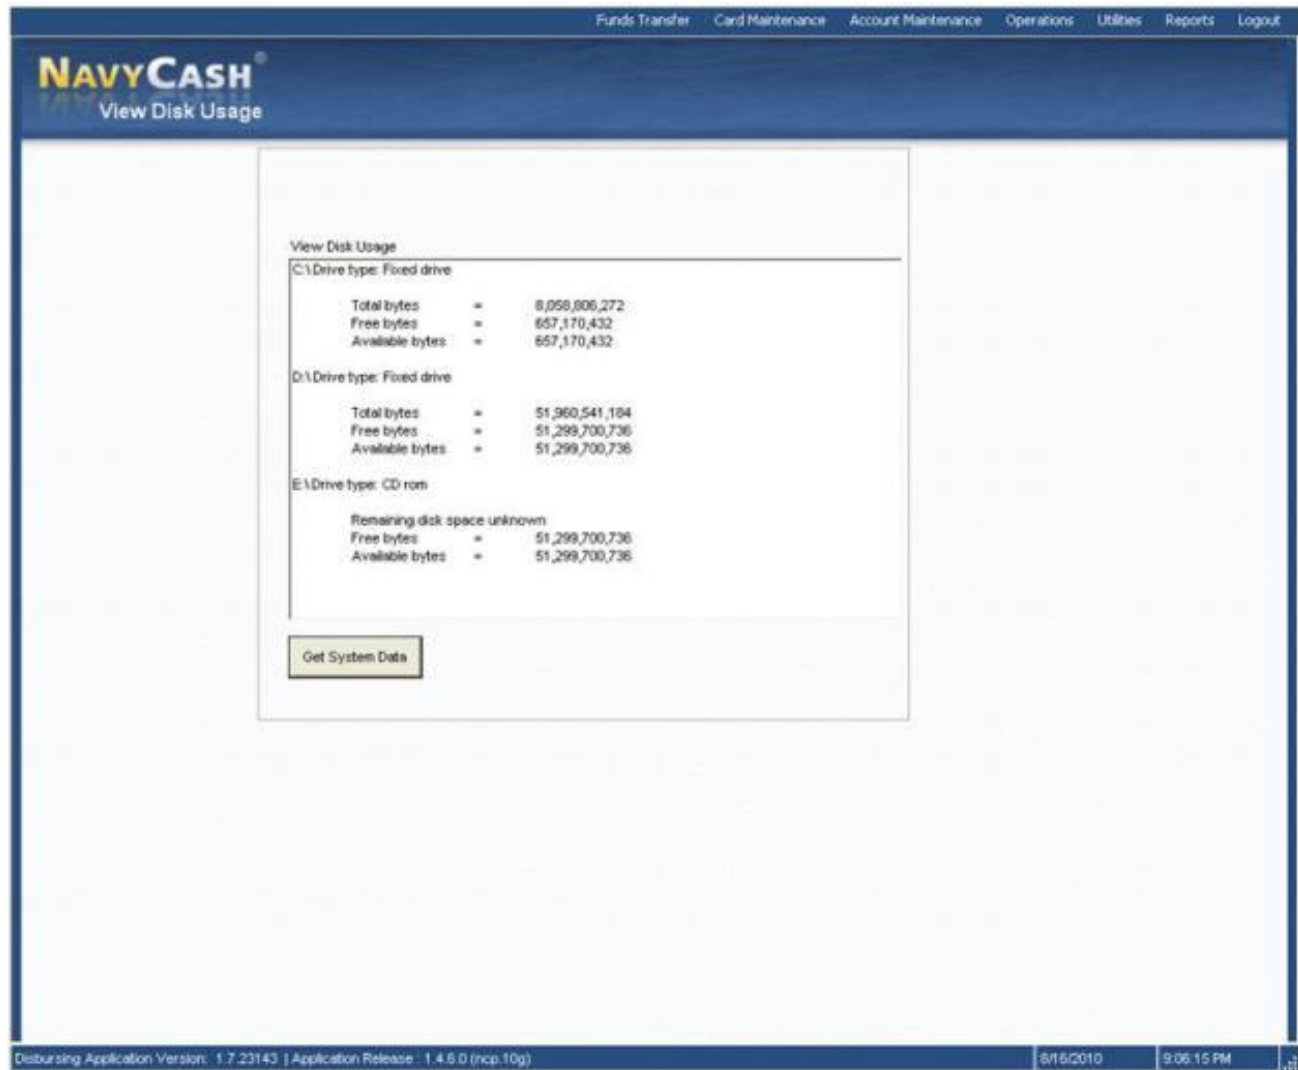 Funds Transfer Card Maintenance Account Maintenance Operations Utilities Reports Logout
NAVYCASH®
View Disk Usage
View Disk Usage
C:\ Drive type: Fixed drive
Total bytes = 8,058,806,272
Free bytes = 657,170,432
Available bytes = 657,170,432
D:\ Drive type: Fixed drive
Total bytes = 51,960,541,184
Free bytes = 51,299,700,736
Available bytes = 51,299,700,736
E:\ Drive type: CD rom
Remaining disk space unknown
Free bytes = 51,299,700,736
Available bytes = 51,299,700,736
Get System Data
Disbursing Application Version: 1.7.23143 | Application Release : 1.4.6.0 (ncp.10g) 8/16/2010 9:06:15 PM